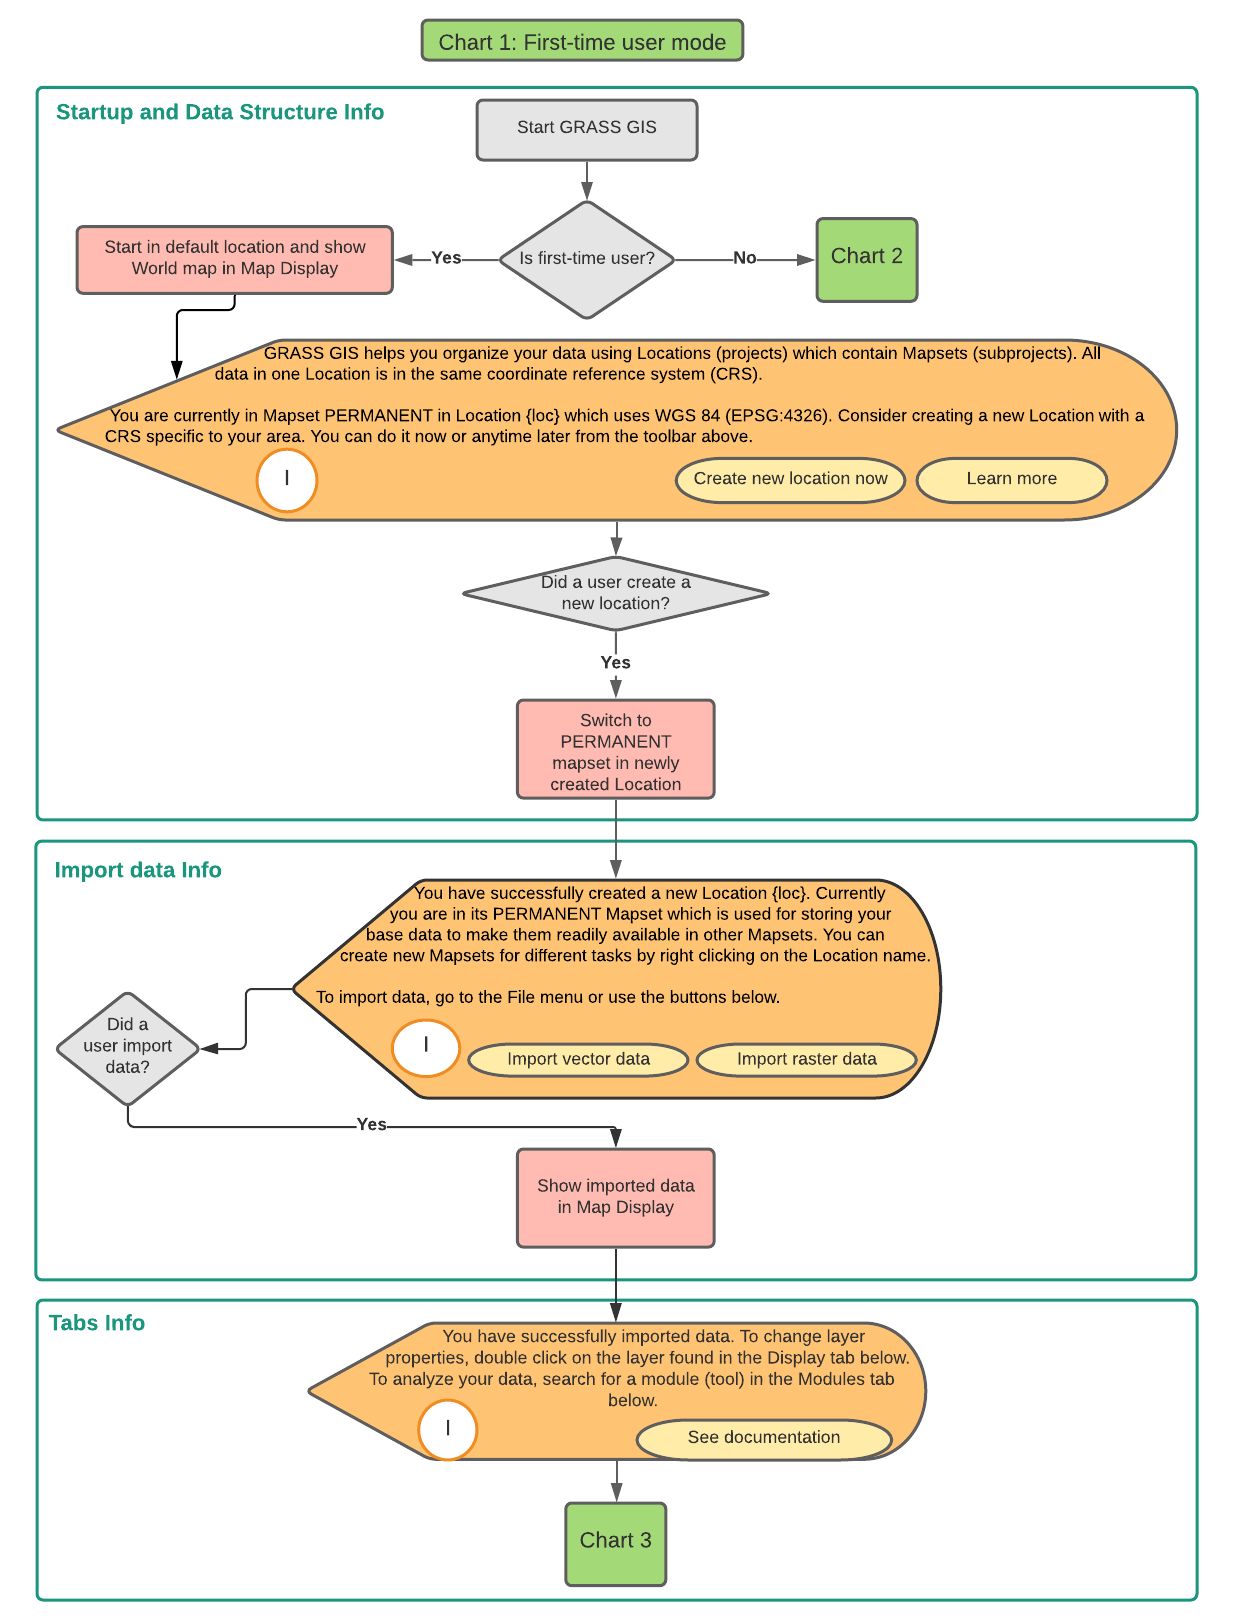 Chart 1: First-time user mode
Startup and Data Structure Info
Start GRASS GIS
Is first-time user?
Yes
No
Start in default location and show
World map in Map Display
Chart 2
GRASS GIS helps you organize your data using Locations (projects) which contain Mapsets (subprojects). All
data in one Location is in the same coordinate reference system (CRS).
You are currently in Mapset PERMANENT in Location {loc} which uses WGS 84 (EPSG:4326). Consider creating a new Location with a
CRS specific to your area. You can do it now or anytime later from the toolbar above.
I
Create new location now
Learn more
Did a user create a
new location?
Yes
Switch to
PERMANENT
mapset in newly
created Location
Import data Info
You have successfully created a new Location {loc}. Currently
you are in its PERMANENT Mapset which is used for storing your
base data to make them readily available in other Mapsets. You can
create new Mapsets for different tasks by right clicking on the Location name.
To import data, go to the File menu or use the buttons below.
I
Import vector data
Import raster data
Did a
user import
data?
Yes
Show imported data
in Map Display
Tabs Info
You have successfully imported data. To change layer
properties, double click on the layer found in the Display tab below.
To analyze your data, search for a module (tool) in the Modules tab
below.
I
See documentation
Chart 3